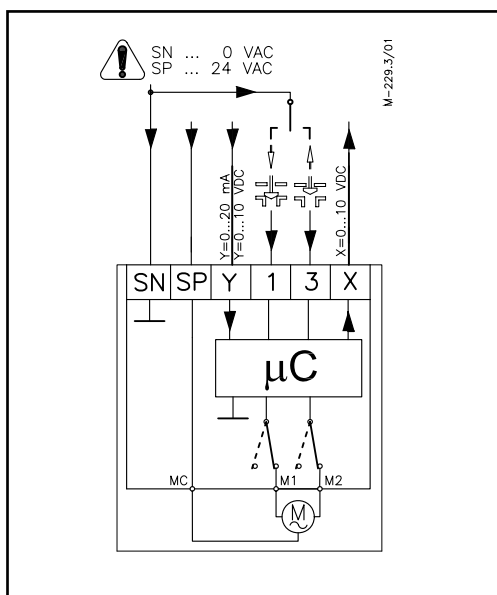 SN ... 0 VAC
SP ... 24 VAC
M-229.3/01
Y=0...20 mA
Y=0...10 VDC
X=0...10 VDC
SN SP Y 1 3 X
µC
MC M1 M2
M